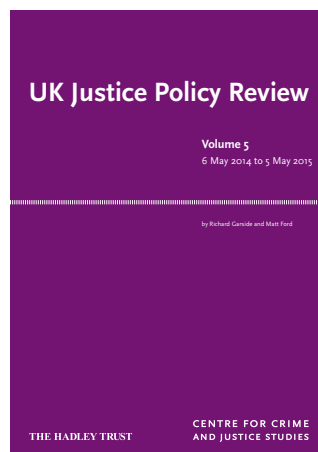 UK Justice Policy Review
Volume 5
6 May 2014 to 5 May 2015
by Richard Garside and Matt Ford
THE HADLEY TRUST
CENTRE FOR CRIME
AND JUSTICE STUDIES